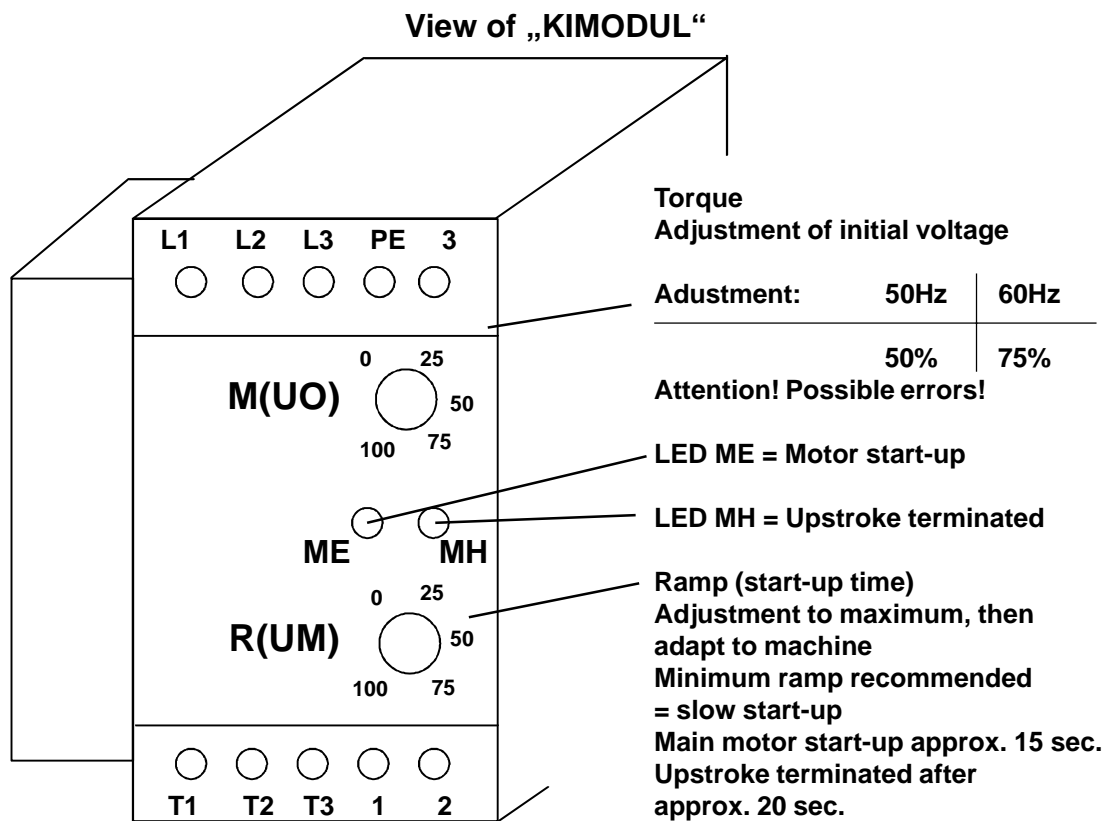 View of „KIMODUL“
L1 L2 L3 PE 3
M(UO)
0 25
50
100 75
ME MH
R(UM)
0 25
50
100 75
T1 T2 T3 1 2
Torque
Adjustment of initial voltage
Adustment: 50Hz 60Hz
50% 75%
Attention! Possible errors!
LED ME = Motor start-up
LED MH = Upstroke terminated
Ramp (start-up time)
Adjustment to maximum, then
adapt to machine
Minimum ramp recommended
= slow start-up
Main motor start-up approx. 15 sec.
Upstroke terminated after
approx. 20 sec.